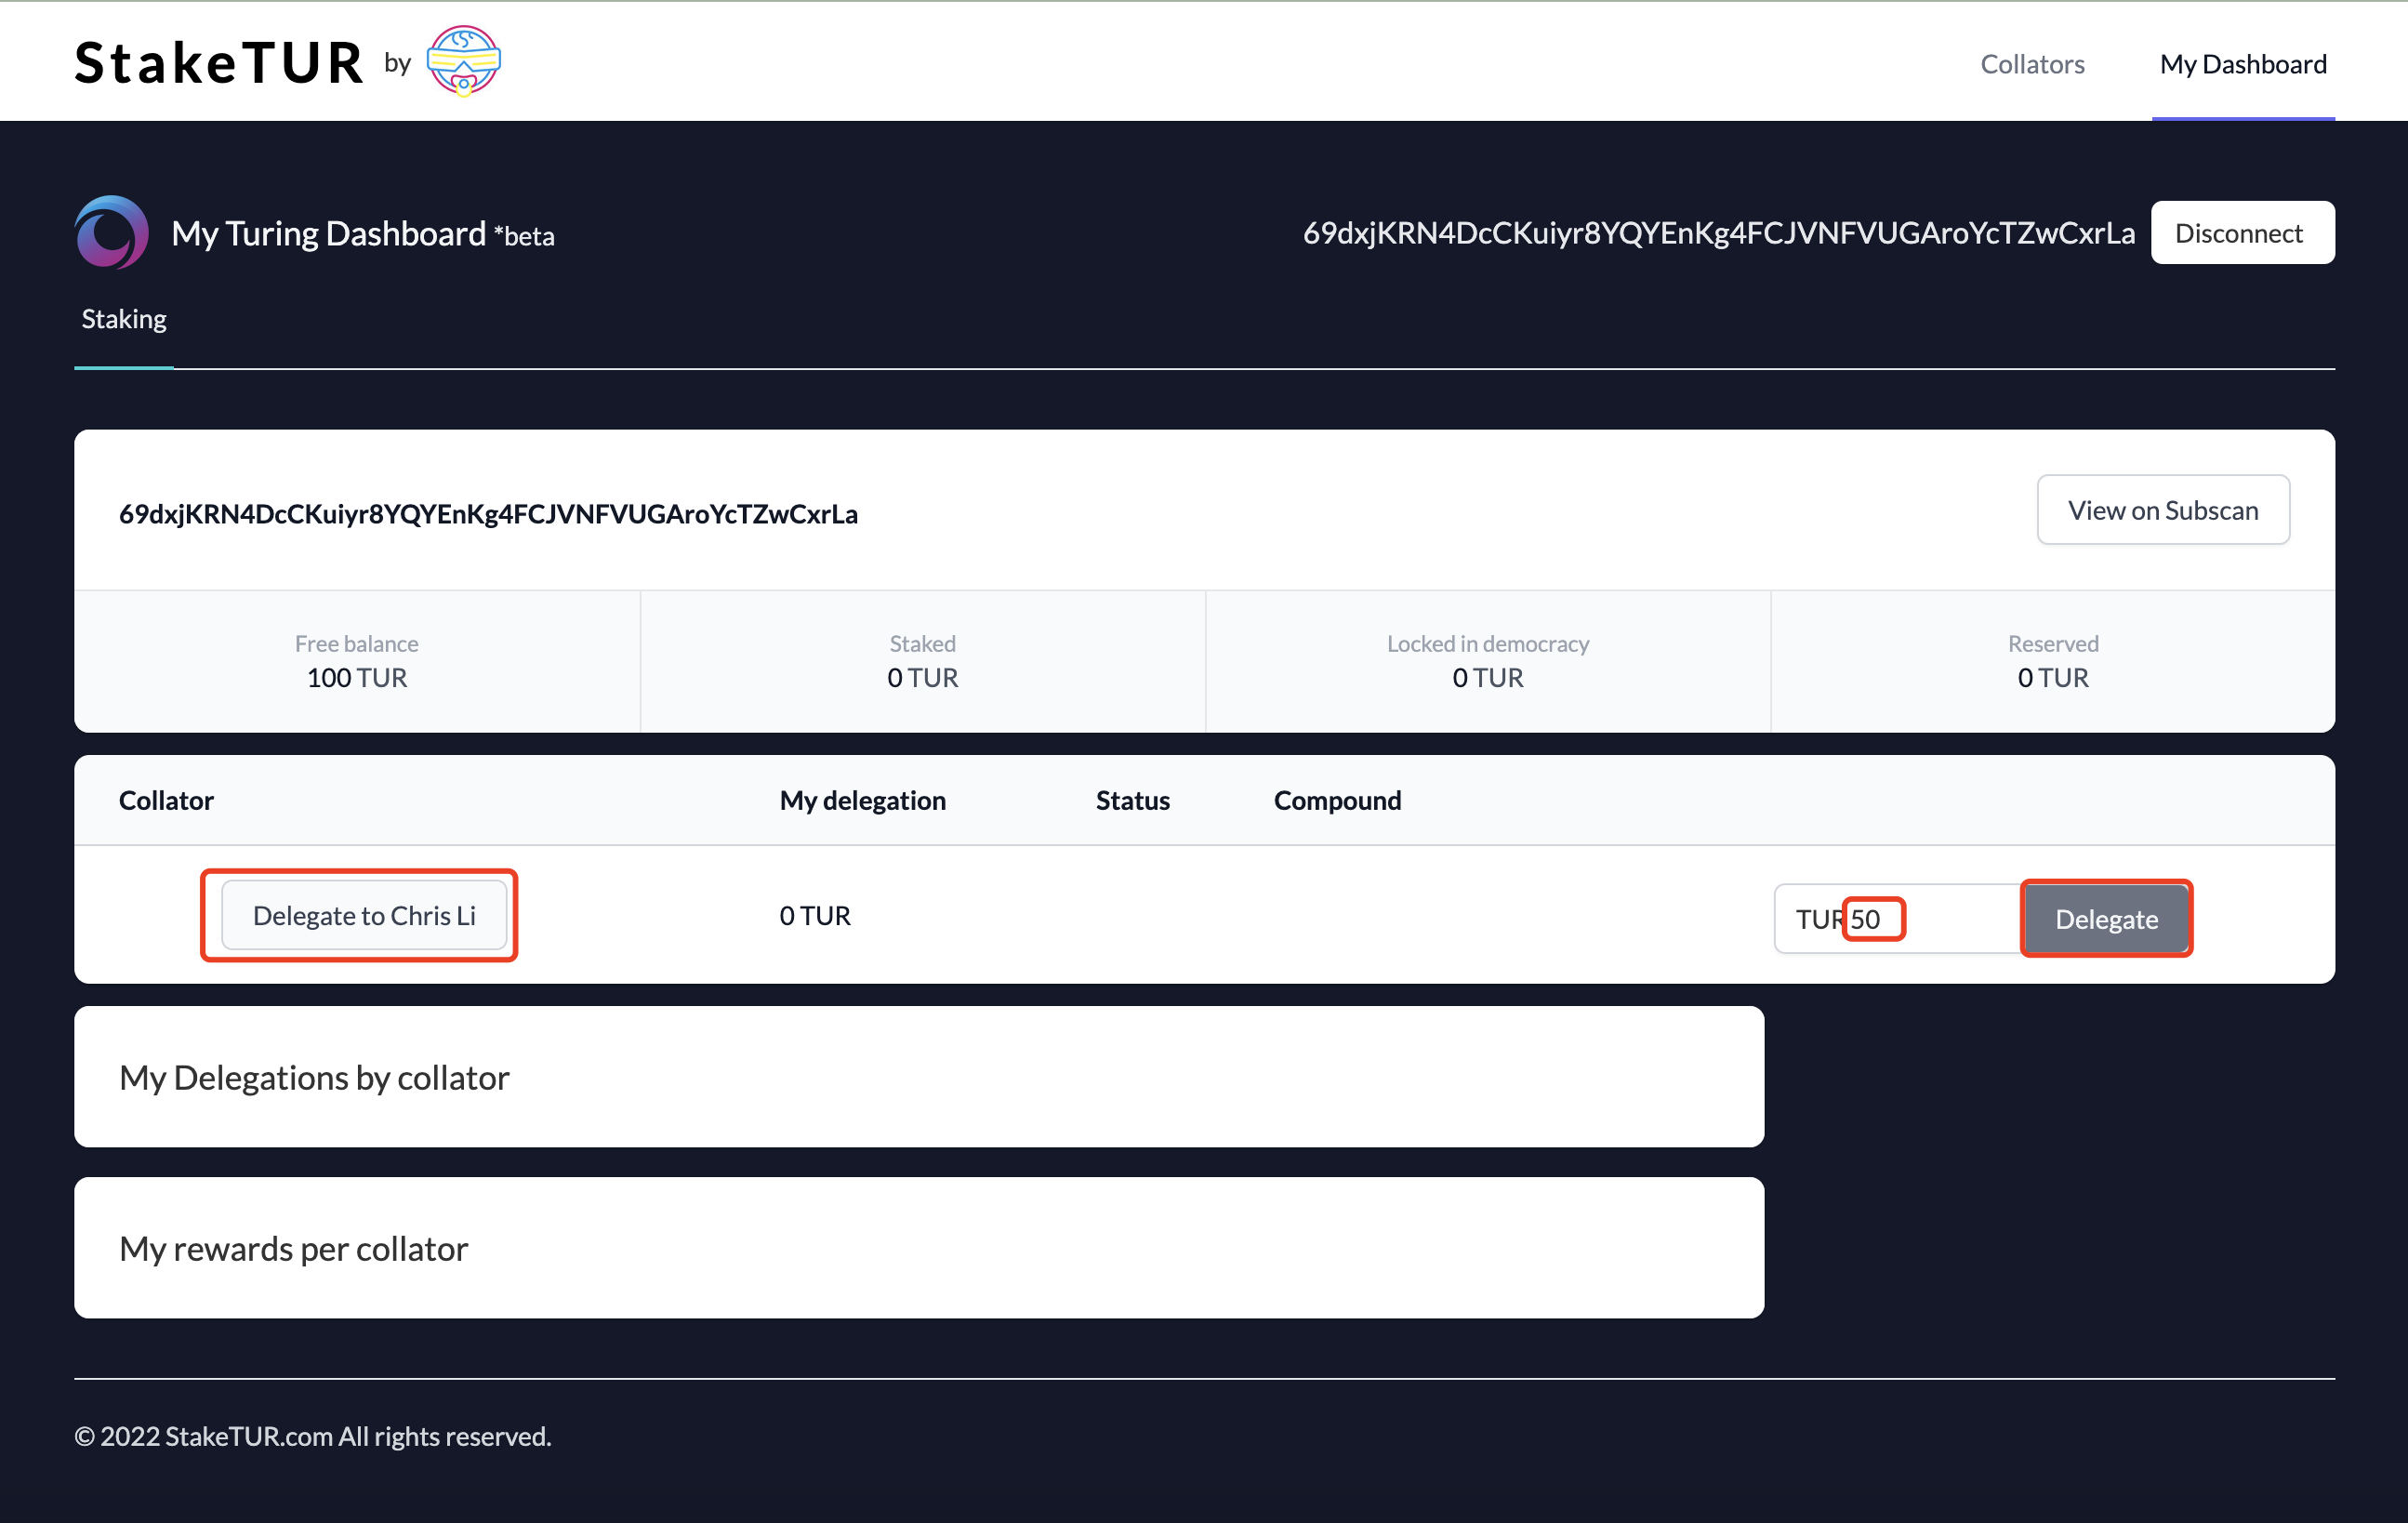 StakeTUR by
Collators
My Dashboard
My Turing Dashboard *beta
69dxjKRN4DcCKuiyr8YQYEnKg4FCJVNFVUGAroYcTZwCxrLa
Disconnect
Staking
69dxjKRN4DcCKuiyr8YQYEnKg4FCJVNFVUGAroYcTZwCxrLa
View on Subscan
Free balance
100 TUR
Staked
0 TUR
Locked in democracy
0 TUR
Reserved
0 TUR
Collator
My delegation
Status
Compound
Delegate to Chris Li
0 TUR
TUR 50
Delegate
My Delegations by collator
My rewards per collator
© 2022 StakeTUR.com All rights reserved.